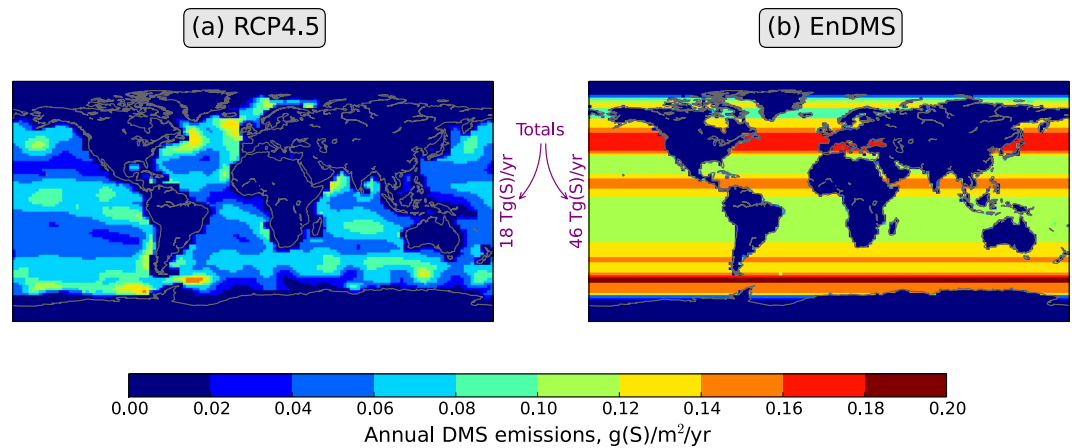 (a) RCP4.5
(b) EnDMS
Totals
18 Tg(S)/yr
46 Tg(S)/yr
0.00 0.02 0.04 0.06 0.08 0.10 0.12 0.14 0.16 0.18 0.20
Annual DMS emissions, g(S)/m²/yr